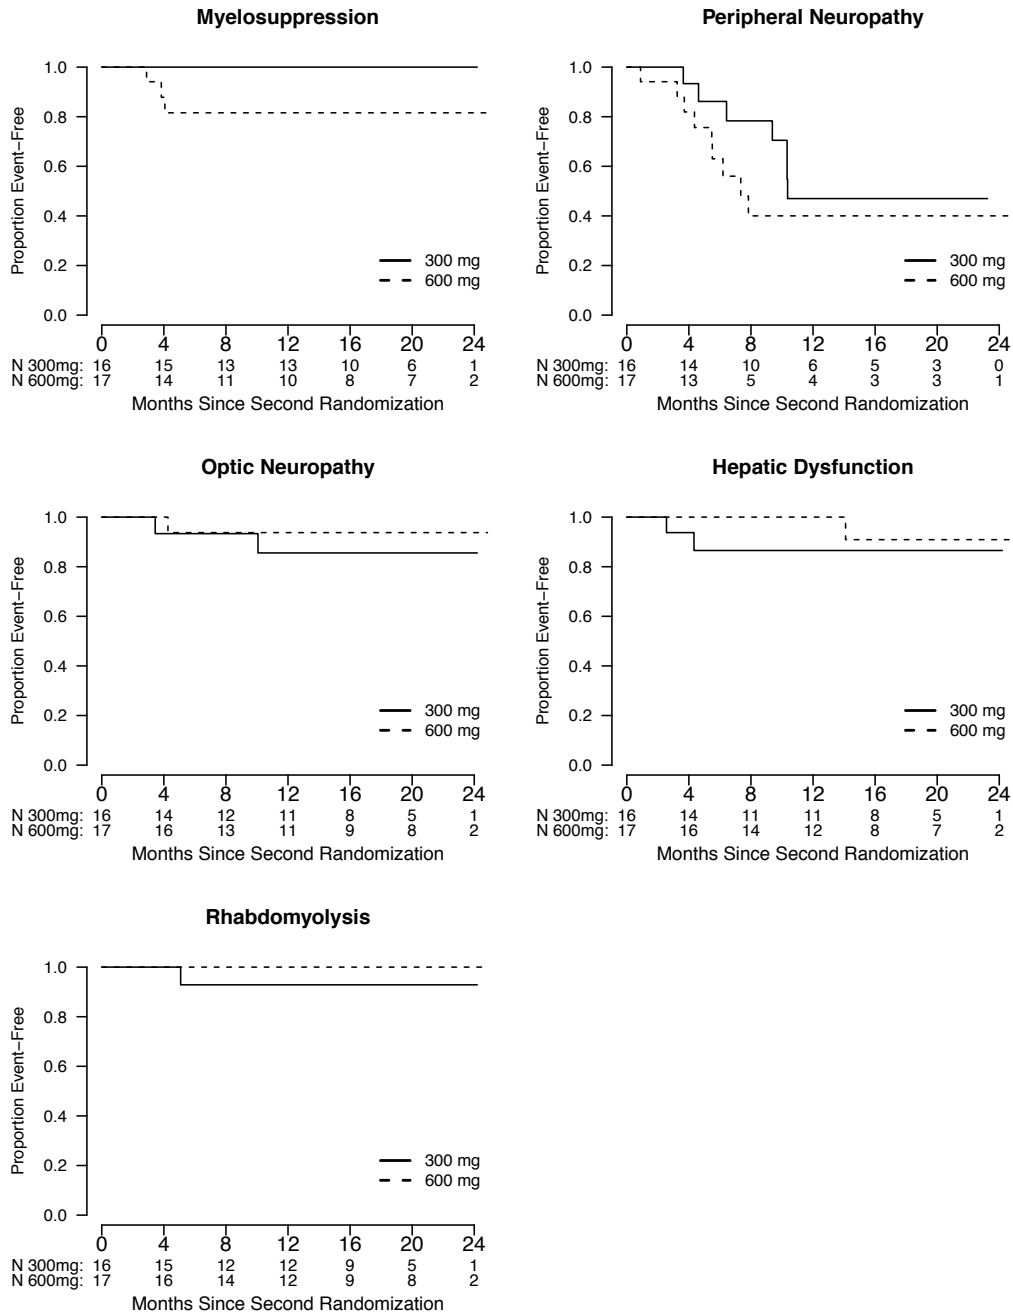 Myelosuppression
Proportion Event–Free
1.0
0.8
0.6
0.4
0.2
0.0
300 mg
600 mg
0 4 8 12 16 20 24
N 300mg: 16 15 13 13 10 6 1
N 600mg: 17 14 11 10 8 7 2
Months Since Second Randomization
Peripheral Neuropathy
Proportion Event–Free
1.0
0.8
0.6
0.4
0.2
0.0
300 mg
600 mg
0 4 8 12 16 20 24
N 300mg: 16 14 10 6 5 3 0
N 600mg: 17 13 5 4 3 3 1
Months Since Second Randomization
Optic Neuropathy
Proportion Event–Free
1.0
0.8
0.6
0.4
0.2
0.0
300 mg
600 mg
0 4 8 12 16 20 24
N 300mg: 16 14 12 11 8 5 1
N 600mg: 17 16 13 11 9 8 2
Months Since Second Randomization
Hepatic Dysfunction
Proportion Event–Free
1.0
0.8
0.6
0.4
0.2
0.0
300 mg
600 mg
0 4 8 12 16 20 24
N 300mg: 16 14 11 11 8 5 1
N 600mg: 17 16 14 12 8 7 2
Months Since Second Randomization
Rhabdomyolysis
Proportion Event–Free
1.0
0.8
0.6
0.4
0.2
0.0
300 mg
600 mg
0 4 8 12 16 20 24
N 300mg: 16 15 12 12 9 5 1
N 600mg: 17 16 14 12 9 8 2
Months Since Second Randomization